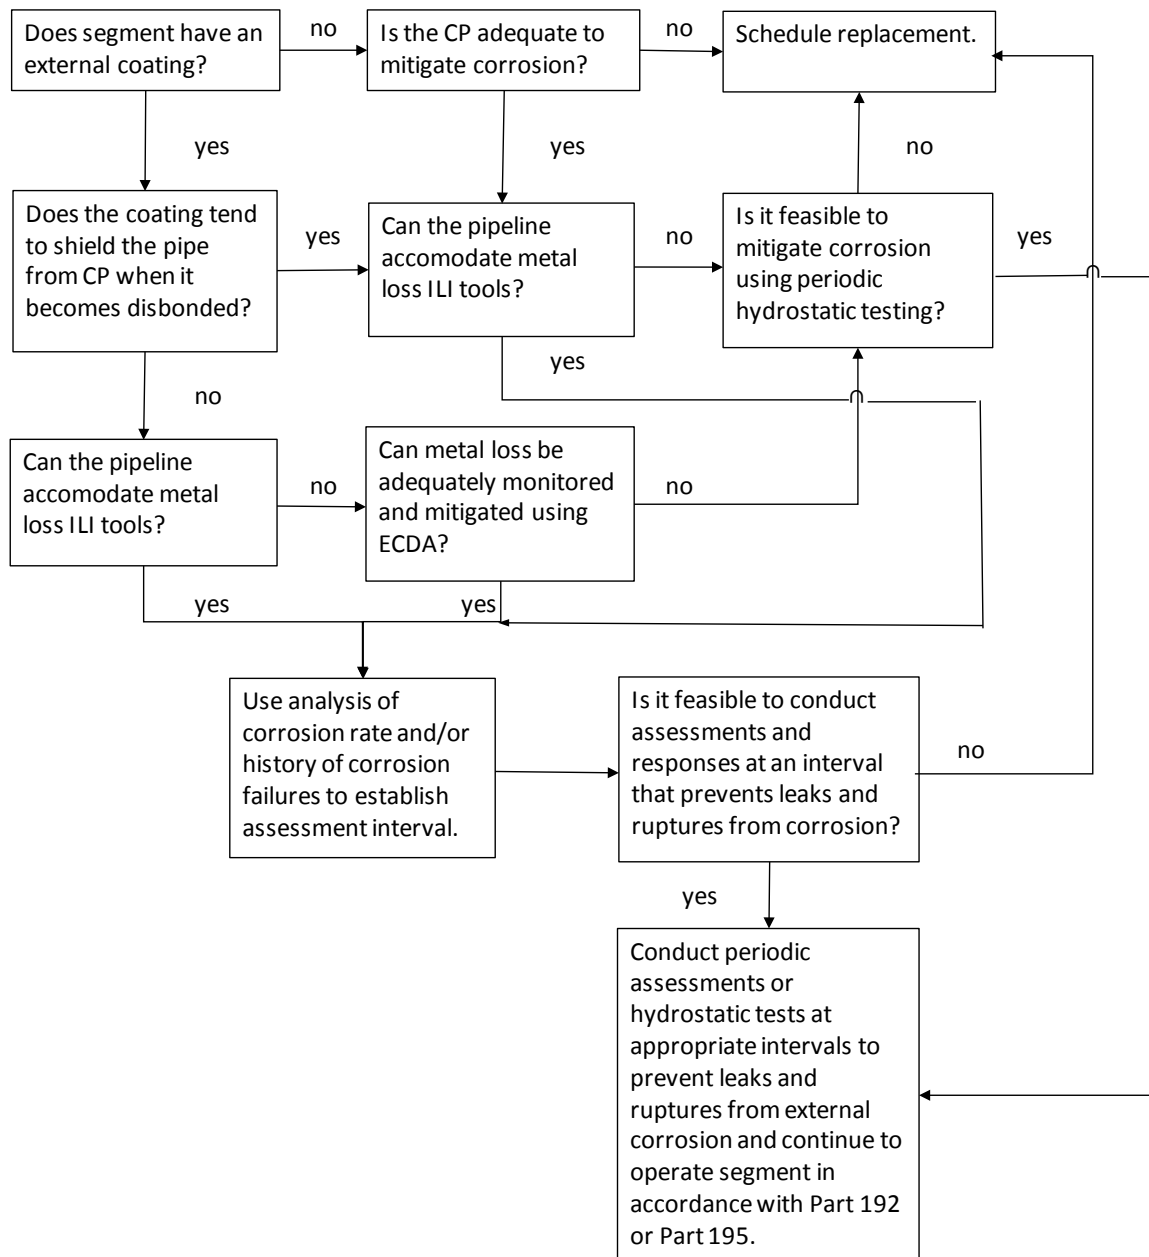 Does segment have an
external coating?
no
Is the CP adequate to
mitigate corrosion?
no
Schedule replacement.
yes
yes
no
Does the coating tend
to shield the pipe
from CP when it
becomes disbonded?
yes
Can the pipeline
accomodate metal
loss ILI tools?
no
Is it feasible to
mitigate corrosion
using periodic
hydrostatic testing?
yes
yes
no
Can the pipeline
accomodate metal
loss ILI tools?
no
Can metal loss be
adequately monitored
and mitigated using
ECDA?
no
yes
yes
Use analysis of
corrosion rate and/or
history of corrosion
failures to establish
assessment interval.
Is it feasible to conduct
assessments and
responses at an interval
that prevents leaks and
ruptures from corrosion?
no
yes
Conduct periodic
assessments or
hydrostatic tests at
appropriate intervals to
prevent leaks and
ruptures from external
corrosion and continue to
operate segment in
accordance with Part 192
or Part 195.